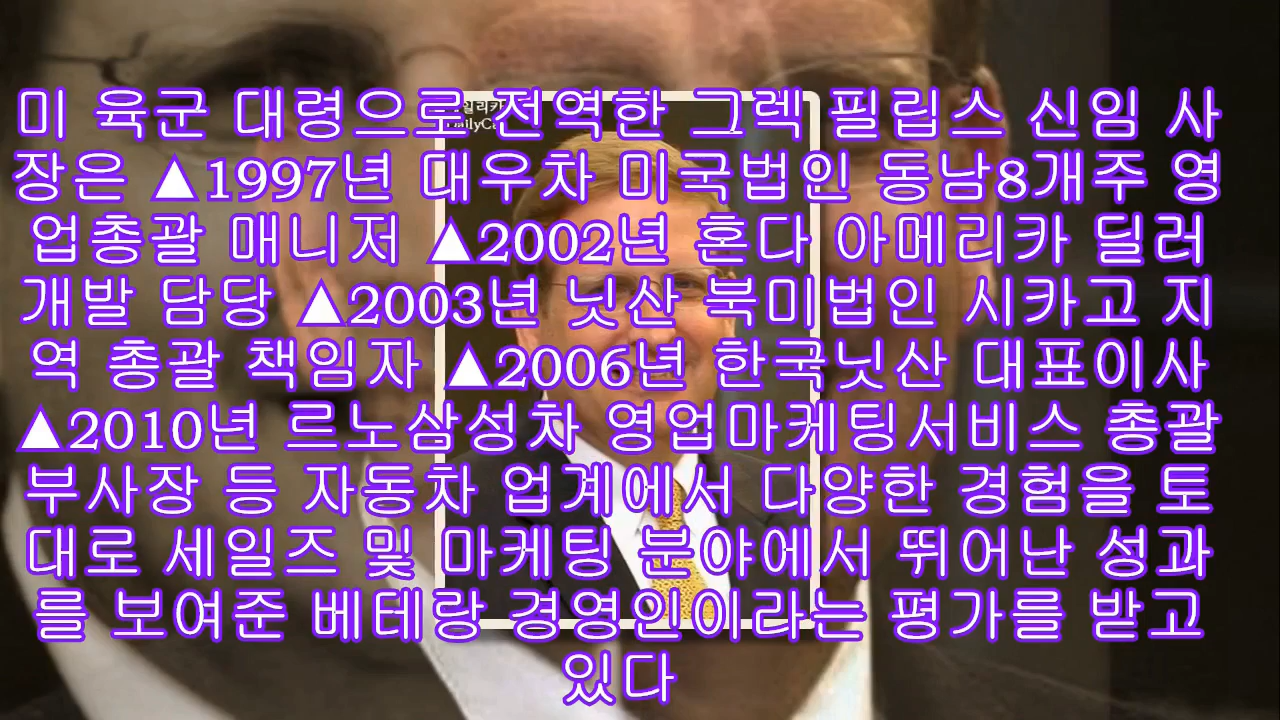 미 육군 대령으로 전역한 그렉 필립스 신임 사
장은 ▲1997년 대우차 미국법인 동남8개주 영
업총괄 매니저 ▲2002년 혼다 아메리카 딜러
개발 담당 ▲2003년 닛산 북미법인 시카고 지
역 총괄 책임자 ▲2006년 한국닛산 대표이사
▲2010년 르노삼성차 영업마케팅서비스 총괄
부사장 등 자동차 업계에서 다양한 경험을 토
대로 세일즈 및 마케팅 분야에서 뛰어난 성과
를 보여준 베테랑 경영인이라는 평가를 받고
있다